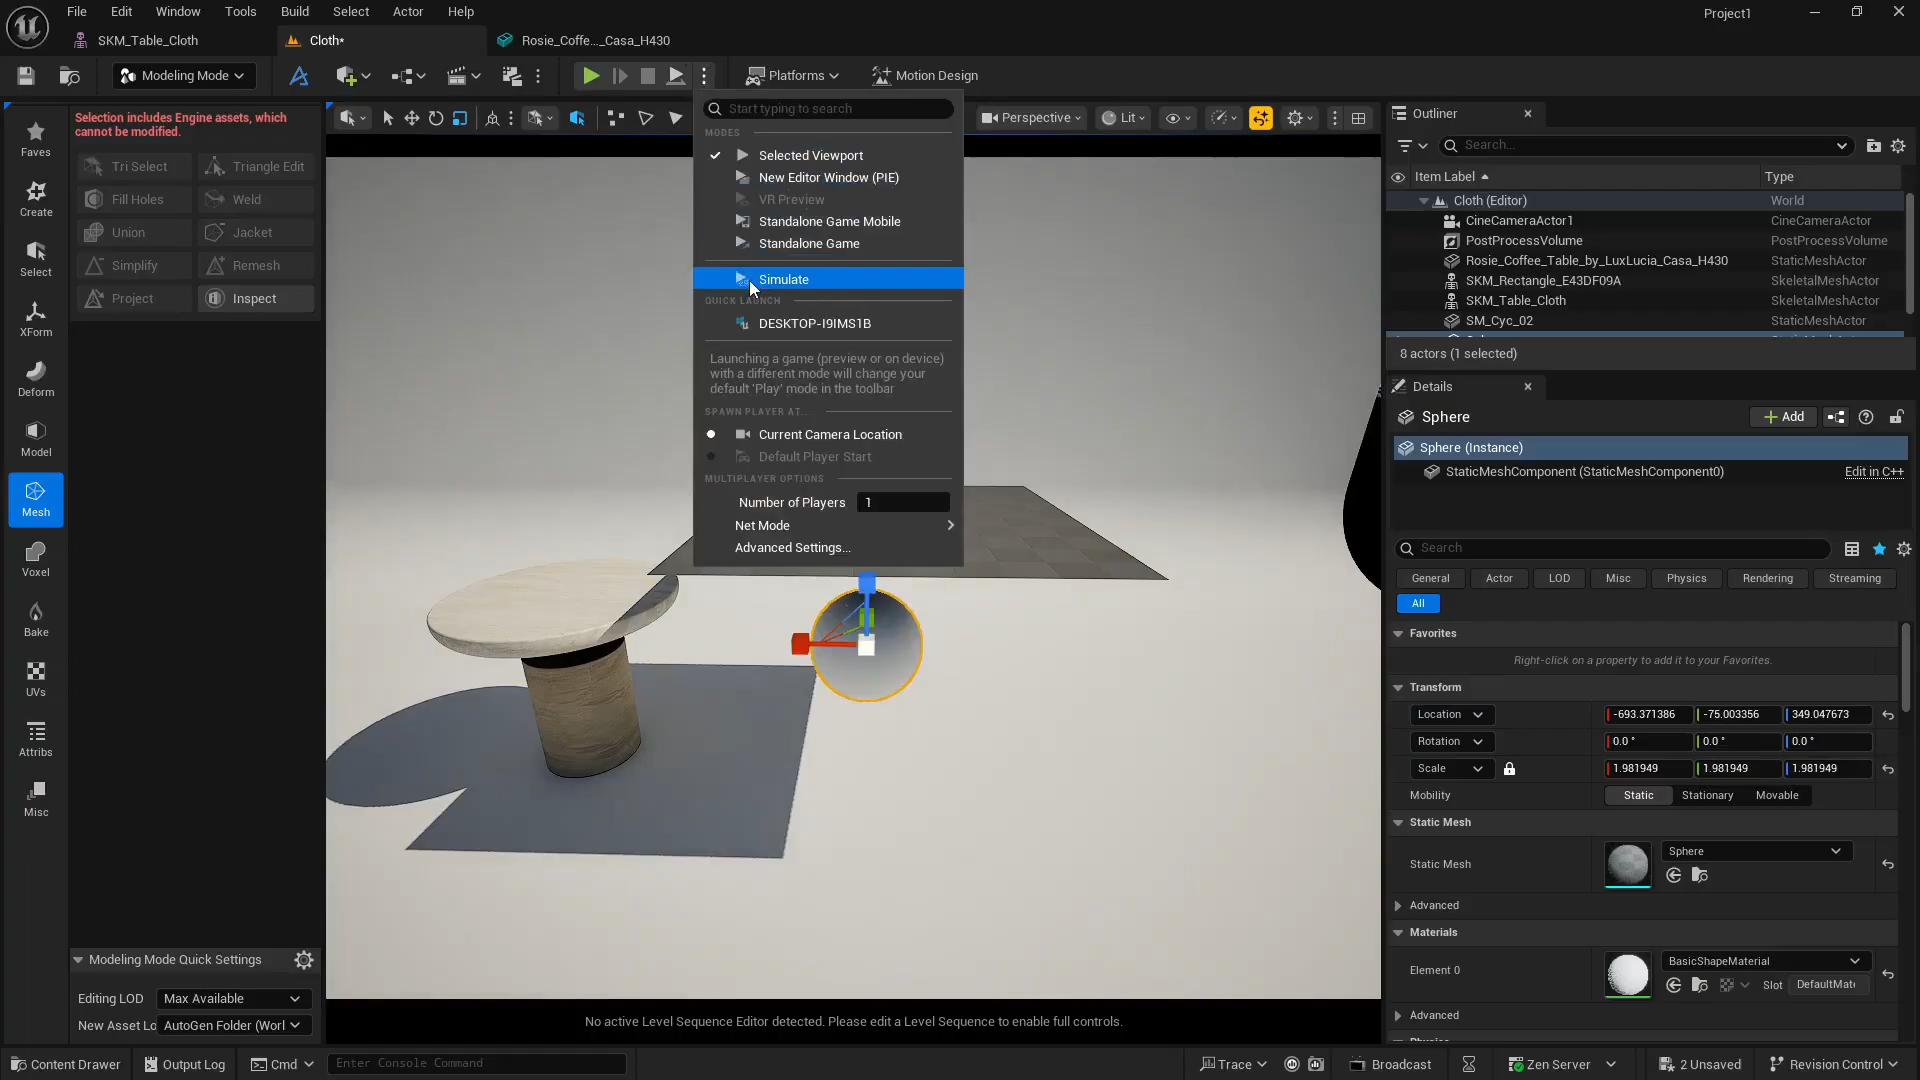 File Edit Window Tools Build Select Actor Help
Project1
SKM_Table_Cloth
Cloth*
Rosie_Coffe..._Casa_H430
Modeling Mode
Platforms
Motion Design
Selection includes Engine assets, which
cannot be modified.
Faves
Create
Select
XForm
Deform
Model
Mesh
Voxel
Bake
UVs
Attribs
Misc
Tri Select
Triangle Edit
Fill Holes
Weld
Union
Jacket
Simplify
Remesh
Project
Inspect
Modeling Mode Quick Settings
Editing LOD
Max Available
New Asset Lo
AutoGen Folder (Worl
Start typing to search
MODES
Selected Viewport
New Editor Window (PIE)
VR Preview
Standalone Game Mobile
Standalone Game
Simulate
QUICK LAUNCH
DESKTOP-I9IMS1B
Launching a game (preview or on device)
with a different mode will change your
default 'Play' mode in the toolbar
SPAWN PLAYER AT...
Current Camera Location
Default Player Start
MULTIPLAYER OPTIONS
Number of Players
1
Net Mode
Advanced Settings...
Perspective
Lit
No active Level Sequence Editor detected. Please edit a Level Sequence to enable full controls.
Outliner
Search...
Item Label
Type
Cloth (Editor)
World
CineCameraActor1
CineCameraActor
PostProcessVolume
PostProcessVolume
Rosie_Coffee_Table_by_LuxLucia_Casa_H430
StaticMeshActor
SKM_Rectangle_E43DF09A
SkeletalMeshActor
SKM_Table_Cloth
SkeletalMeshActor
SM_Cyc_02
StaticMeshActor
8 actors (1 selected)
Details
Sphere
Add
Sphere (Instance)
StaticMeshComponent (StaticMeshComponent0)
Edit in C++
Search
General
Actor
LOD
Misc
Physics
Rendering
Streaming
All
Favorites
Right-click on a property to add it to your Favorites.
Transform
Location
-693.371386
-75.003356
349.047673
Rotation
0.0 °
0.0 °
0.0 °
Scale
1.981949
1.981949
1.981949
Mobility
Static
Stationary
Movable
Static Mesh
Static Mesh
Sphere
Advanced
Materials
Element 0
BasicShapeMaterial
Slot
DefaultMate
Advanced
Content Drawer
Output Log
Cmd
Enter Console Command
Trace
Broadcast
Zen Server
2 Unsaved
Revision Control